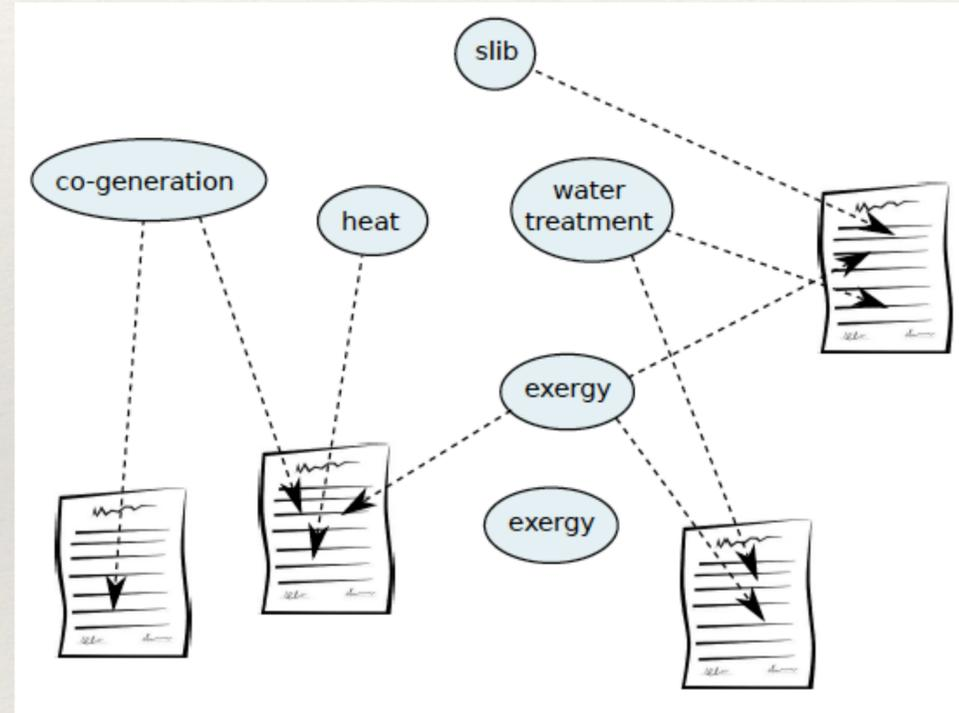 slib
co-generation
heat
water
treatment
exergy
exergy